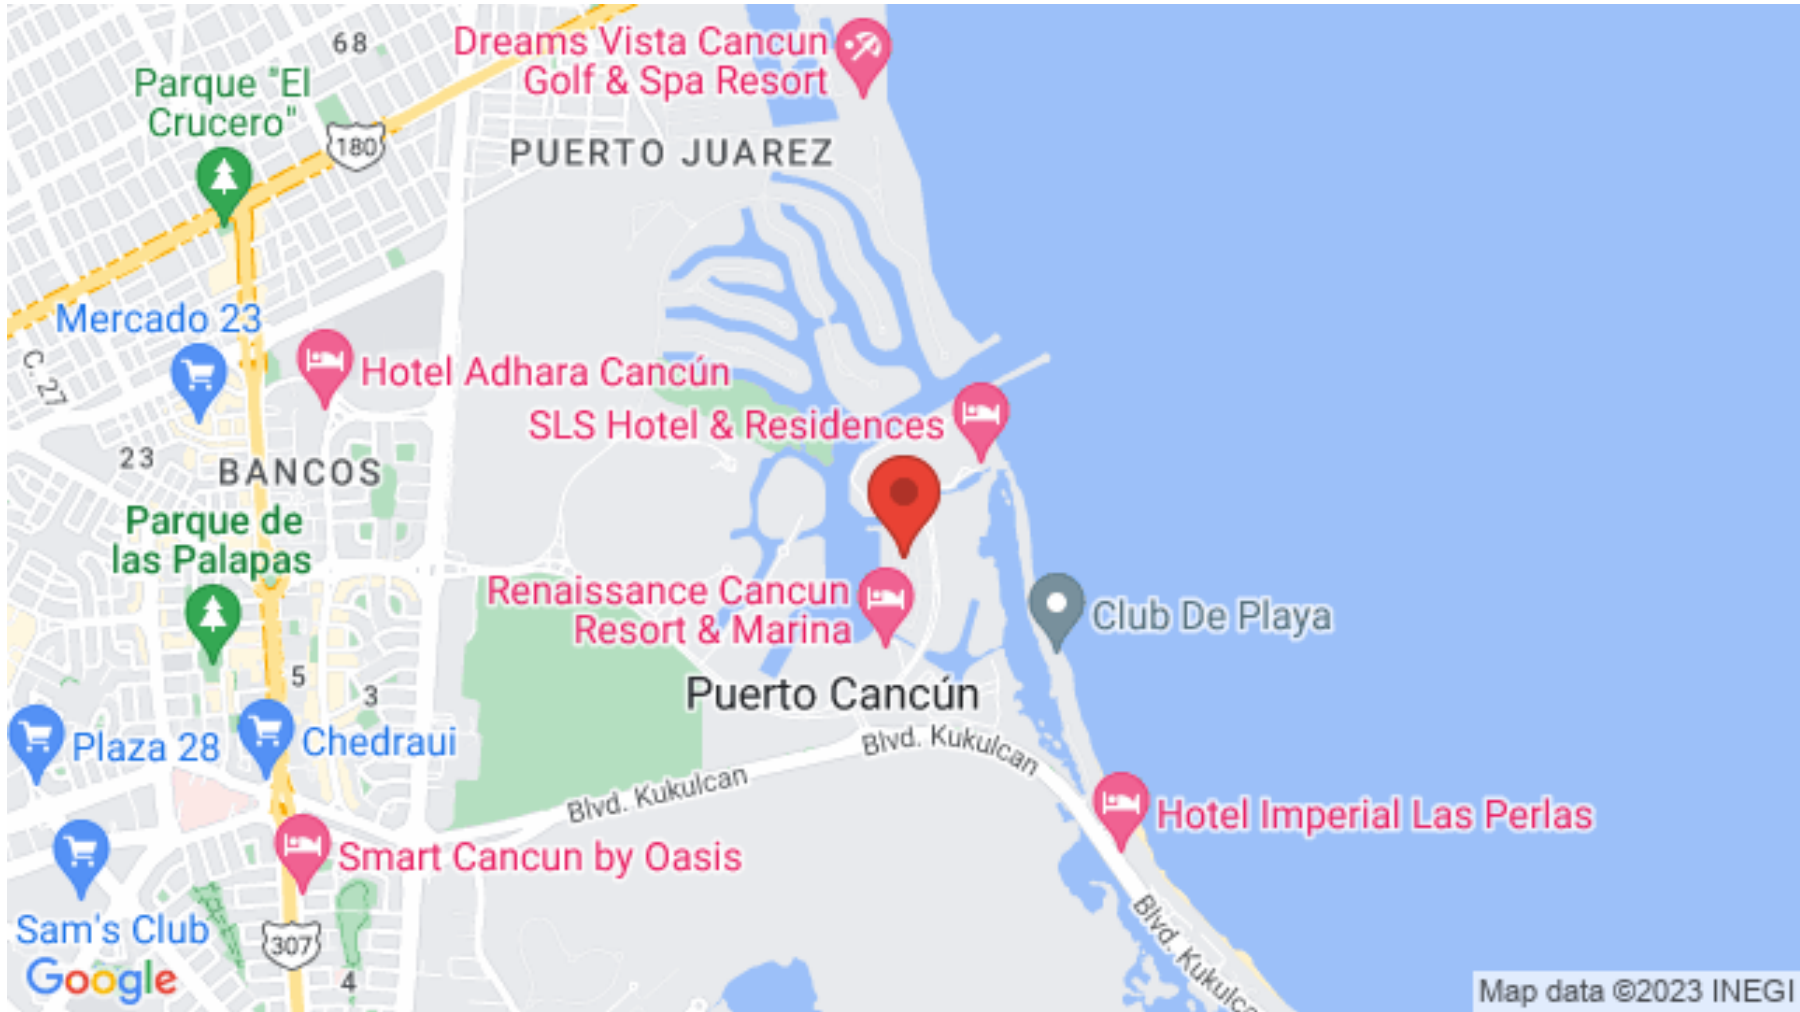 68
Dreams Vista Cancun
Golf & Spa Resort
Parque "El
Crucero"
180
PUERTO JUAREZ
Mercado 23
C. 27
Hotel Adhara Cancún
SLS Hotel & Residences
23
BANCOS
Parque de
las Palapas
Renaissance Cancun
Resort & Marina
Club De Playa
5
3
Puerto Cancún
Plaza 28
Chedraui
Blvd. Kukulcan
Blvd. Kukulcan
Hotel Imperial Las Perlas
Smart Cancun by Oasis
Sam's Club
307
Blvd. Kukulcan
4
Google
Map data ©2023 INEGI